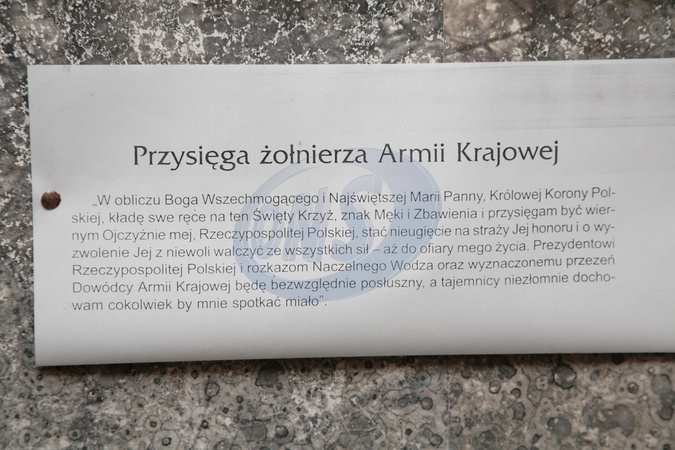 Przysięga żołnierza Armii Krajowej
„W obliczu Boga Wszechmogącego i Najświętszej Marii Panny, Królowej Korony Pol-
skiej, kładę swe ręce na ten Święty Krzyż, znak Męki i Zbawienia i przysięgam być wier-
nym Ojczyźnie mej, Rzeczypospolitej Polskiej, stać nieugięcie na straży Jej honoru i o wy-
zwolenie Jej z niewoli walczyć ze wszystkich sił – aż do ofiary mego życia. Prezydentowi
Rzeczypospolitej Polskiej i rozkazom Naczelnego Wodza oraz wyznaczonemu przezeń
Dowódcy Armii Krajowej będę bezwzględnie posłuszny, a tajemnicy niezłomnie docho-
wam cokolwiek by mnie spotkać miało”.